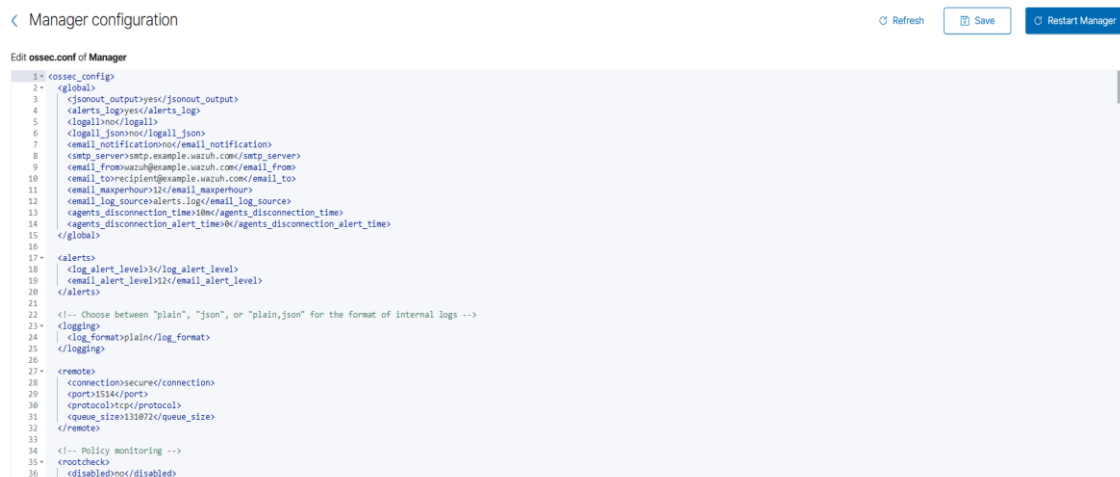 Manager configuration
Refresh
Save
Restart Manager
Edit ossec.conf of Manager
1 <ossec_config>
2 <global>
3 <jsonout_output>yes</jsonout_output>
4 <alerts_log>yes</alerts_log>
5 <logall>no</logall>
6 <logall_json>no</logall_json>
7 <email_notification>no</email_notification>
8 <smtp_server>smtp.example.wazuh.com</smtp_server>
9 <email_from>wazuh@example.wazuh.com</email_from>
10 <email_to>recipient@example.wazuh.com</email_to>
11 <email_maxperhour>12</email_maxperhour>
12 <email_log_source>alerts.log</email_log_source>
13 <agents_disconnection_time>10m</agents_disconnection_time>
14 <agents_disconnection_alert_time>0</agents_disconnection_alert_time>
15 </global>
16
17 <alerts>
18 <log_alert_level>3</log_alert_level>
19 <email_alert_level>12</email_alert_level>
20 </alerts>
21
22 <!-- Choose between "plain", "json", or "plain,json" for the format of internal logs -->
23 <logging>
24 <log_format>plain</log_format>
25 </logging>
26
27 <remote>
28 <connection>secure</connection>
29 <port>1514</port>
30 <protocol>tcp</protocol>
31 <queue_size>131072</queue_size>
32 </remote>
33
34 <!-- Policy monitoring -->
35 <rootcheck>
36 <disabled>no</disabled>